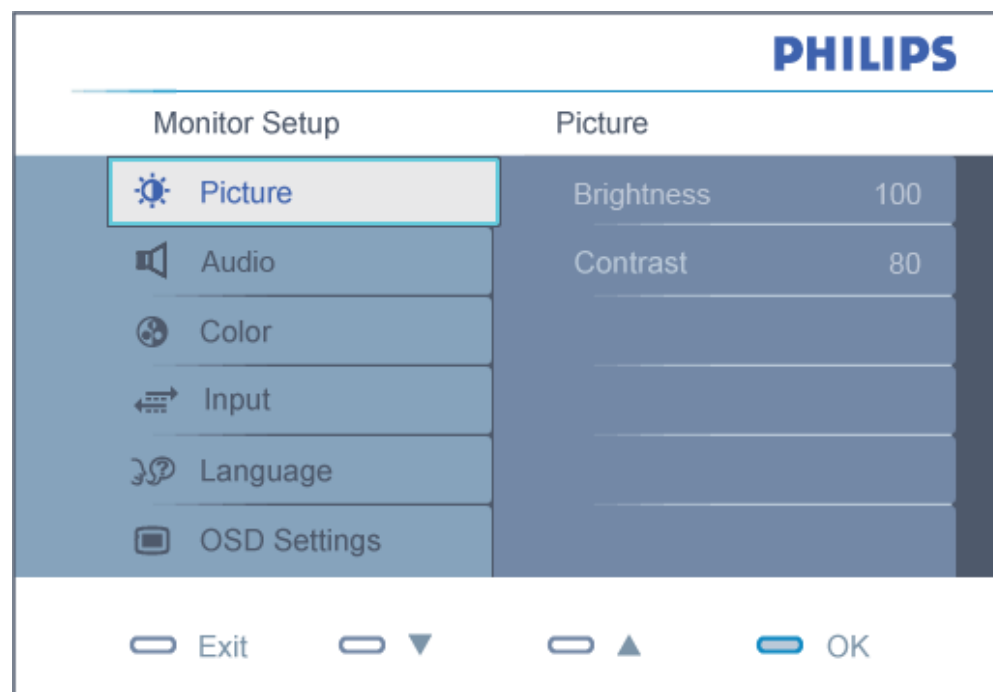 PHILIPS
Monitor Setup Picture
Picture Brightness 100
Audio Contrast 80
Color
Input
Language
OSD Settings
Exit ▼ ▲ OK